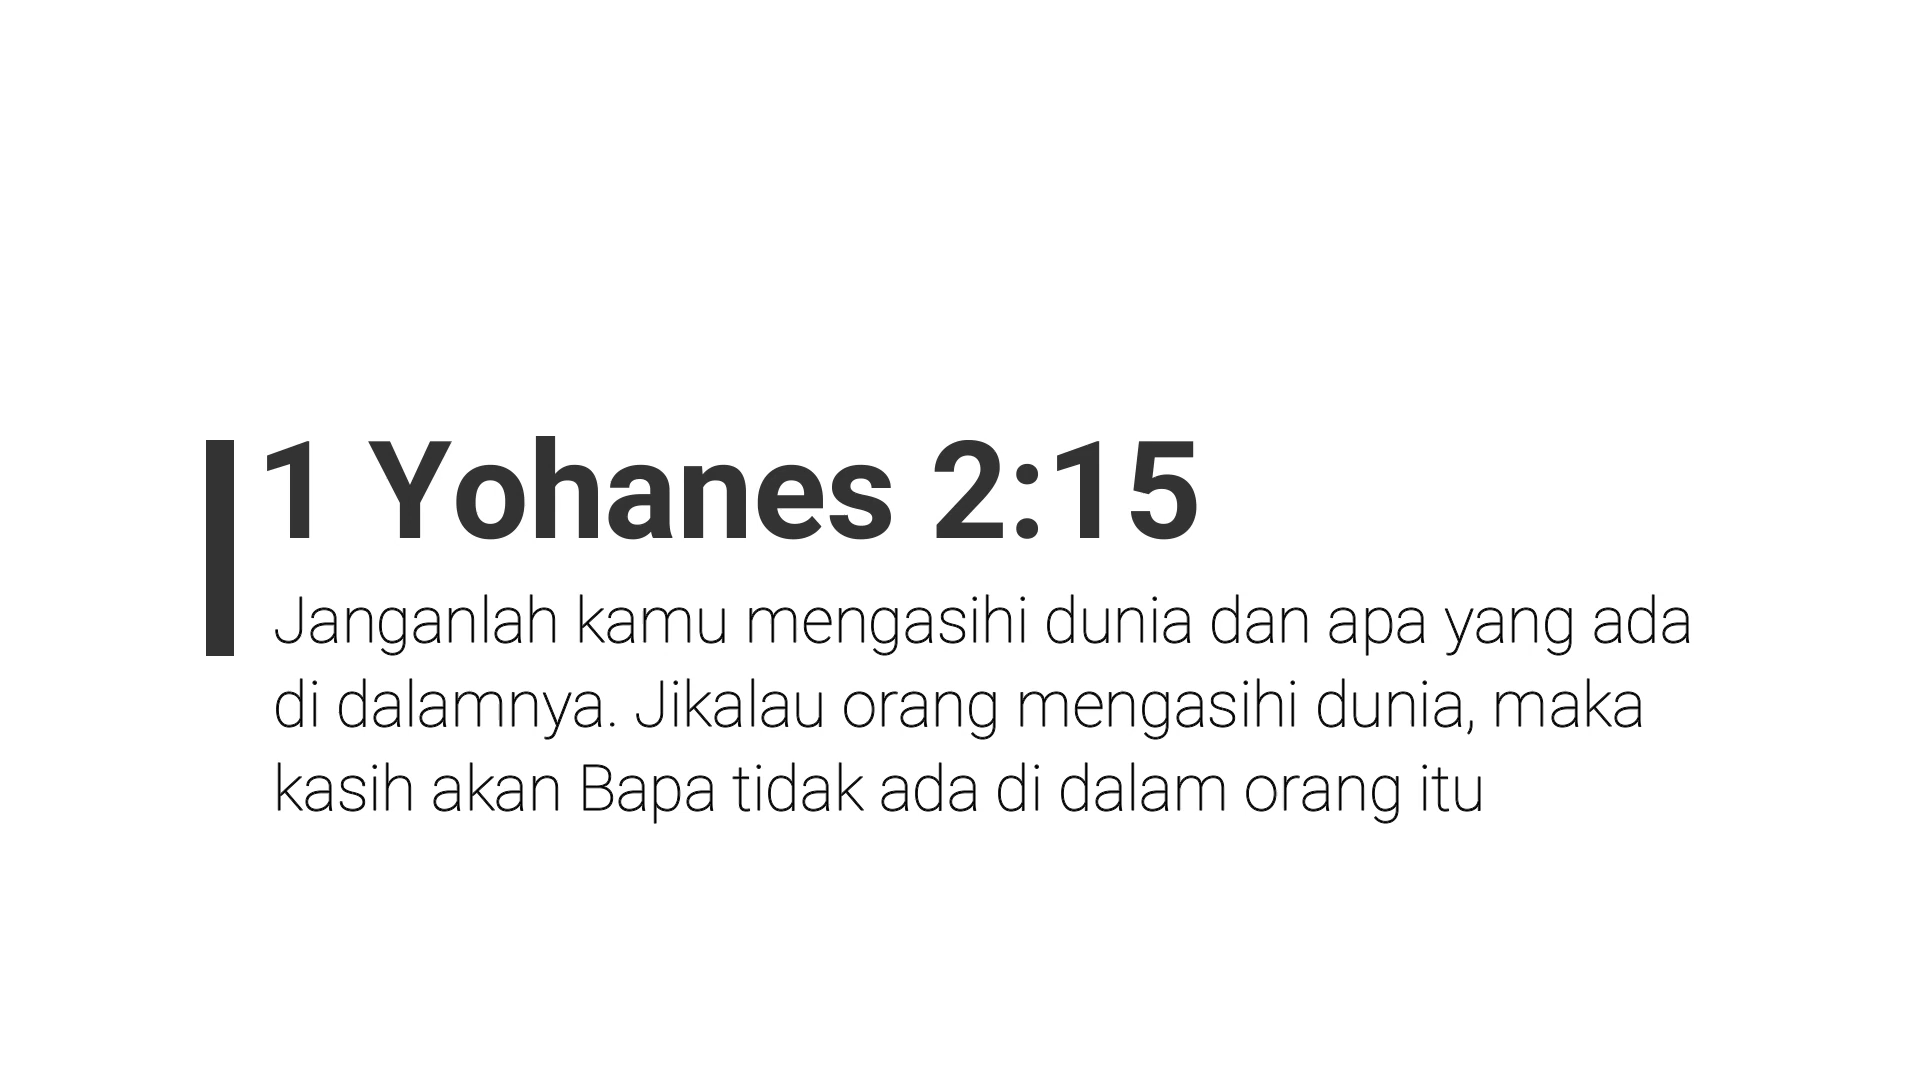 1 Yohanes 2:15
Janganlah kamu mengasihi dunia dan apa yang ada
di dalamnya. Jikalau orang mengasihi dunia, maka
kasih akan Bapa tidak ada di dalam orang itu